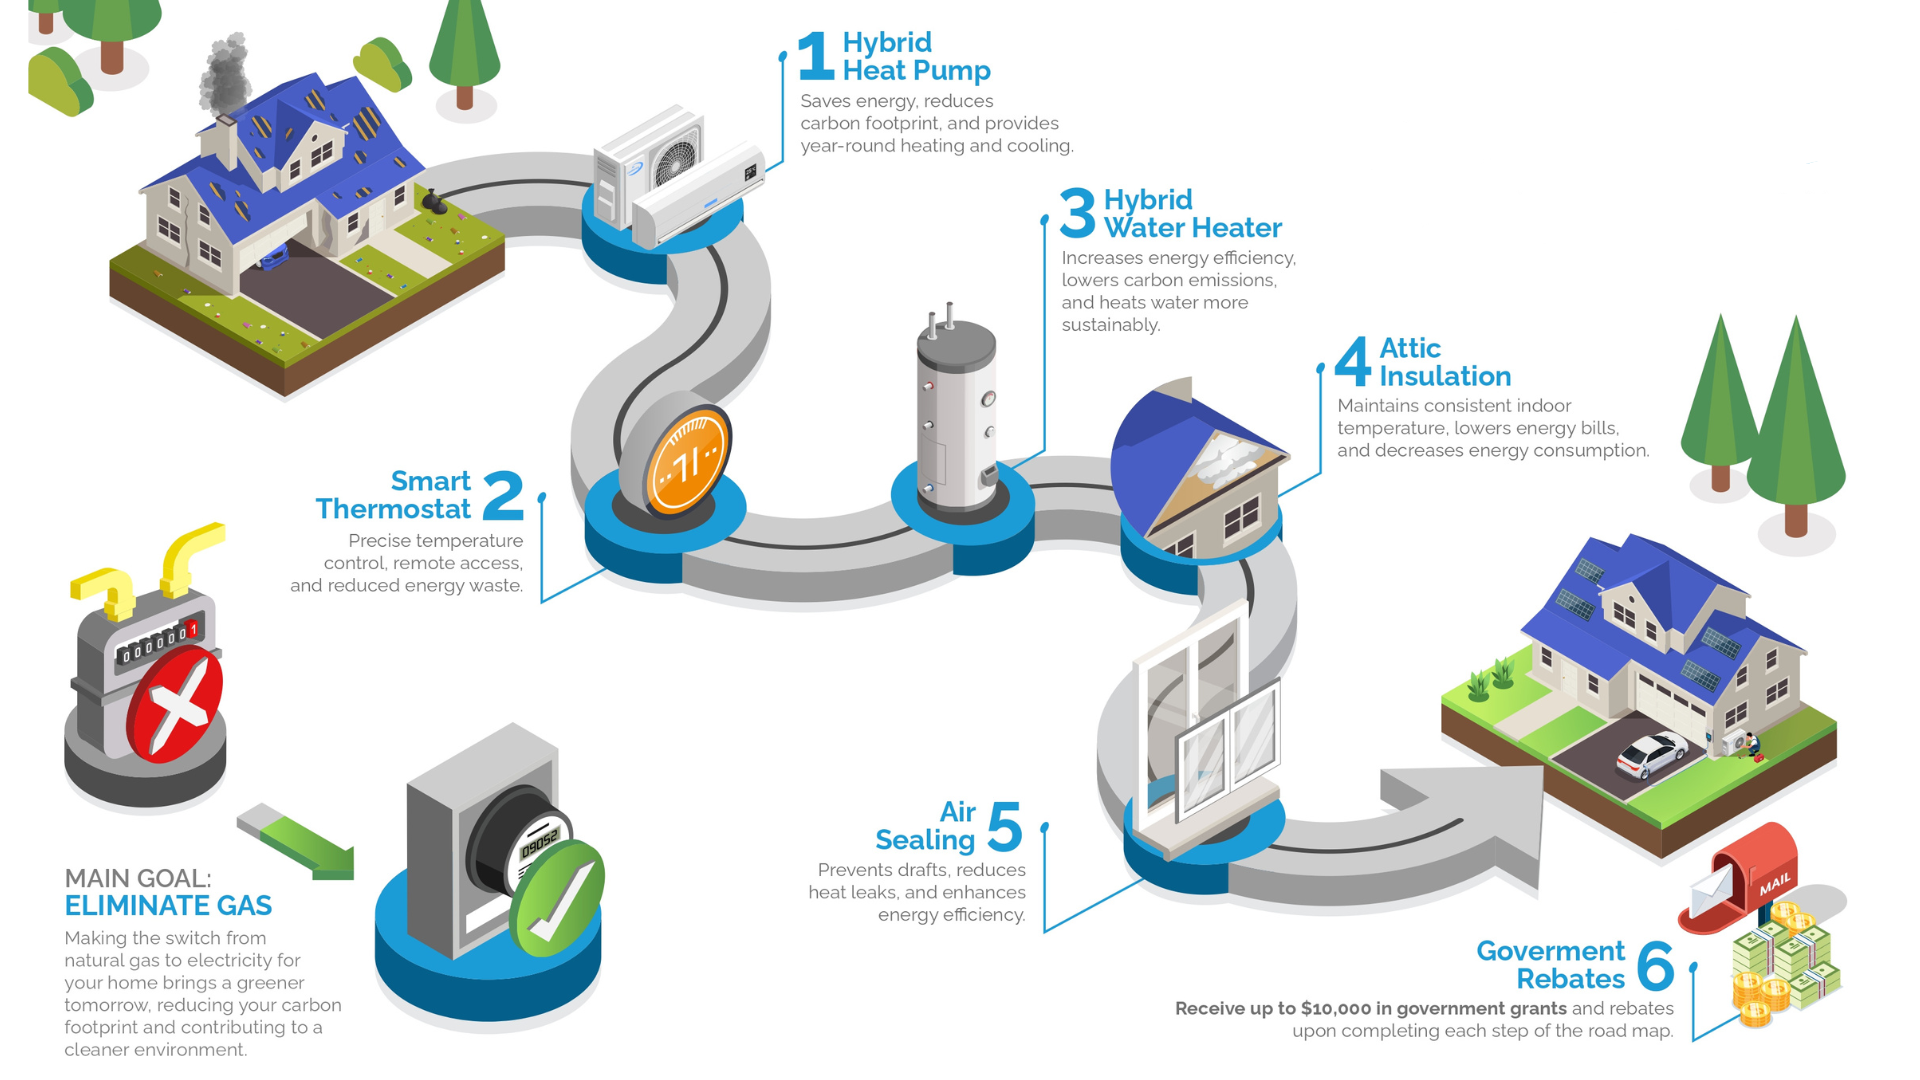 1 Hybrid
Heat Pump
Saves energy, reduces
carbon footprint, and provides
year-round heating and cooling.
Smart 2
Thermostat
Precise temperature
control, remote access,
and reduced energy waste.
71
3 Hybrid
Water Heater
Increases energy efficiency,
lowers carbon emissions,
and heats water more
sustainably.
4 Attic
Insulation
Maintains consistent indoor
temperature, lowers energy bills,
and decreases energy consumption.
Air 5
Sealing
Prevents drafts, reduces
heat leaks, and enhances
energy efficiency.
Goverment 6
Rebates
Receive up to $10,000 in government grants and rebates
upon completing each step of the road map.
MAIL
0000001
09052
MAIN GOAL:
ELIMINATE GAS
Making the switch from
natural gas to electricity for
your home brings a greener
tomorrow, reducing your carbon
footprint and contributing to a
cleaner environment.